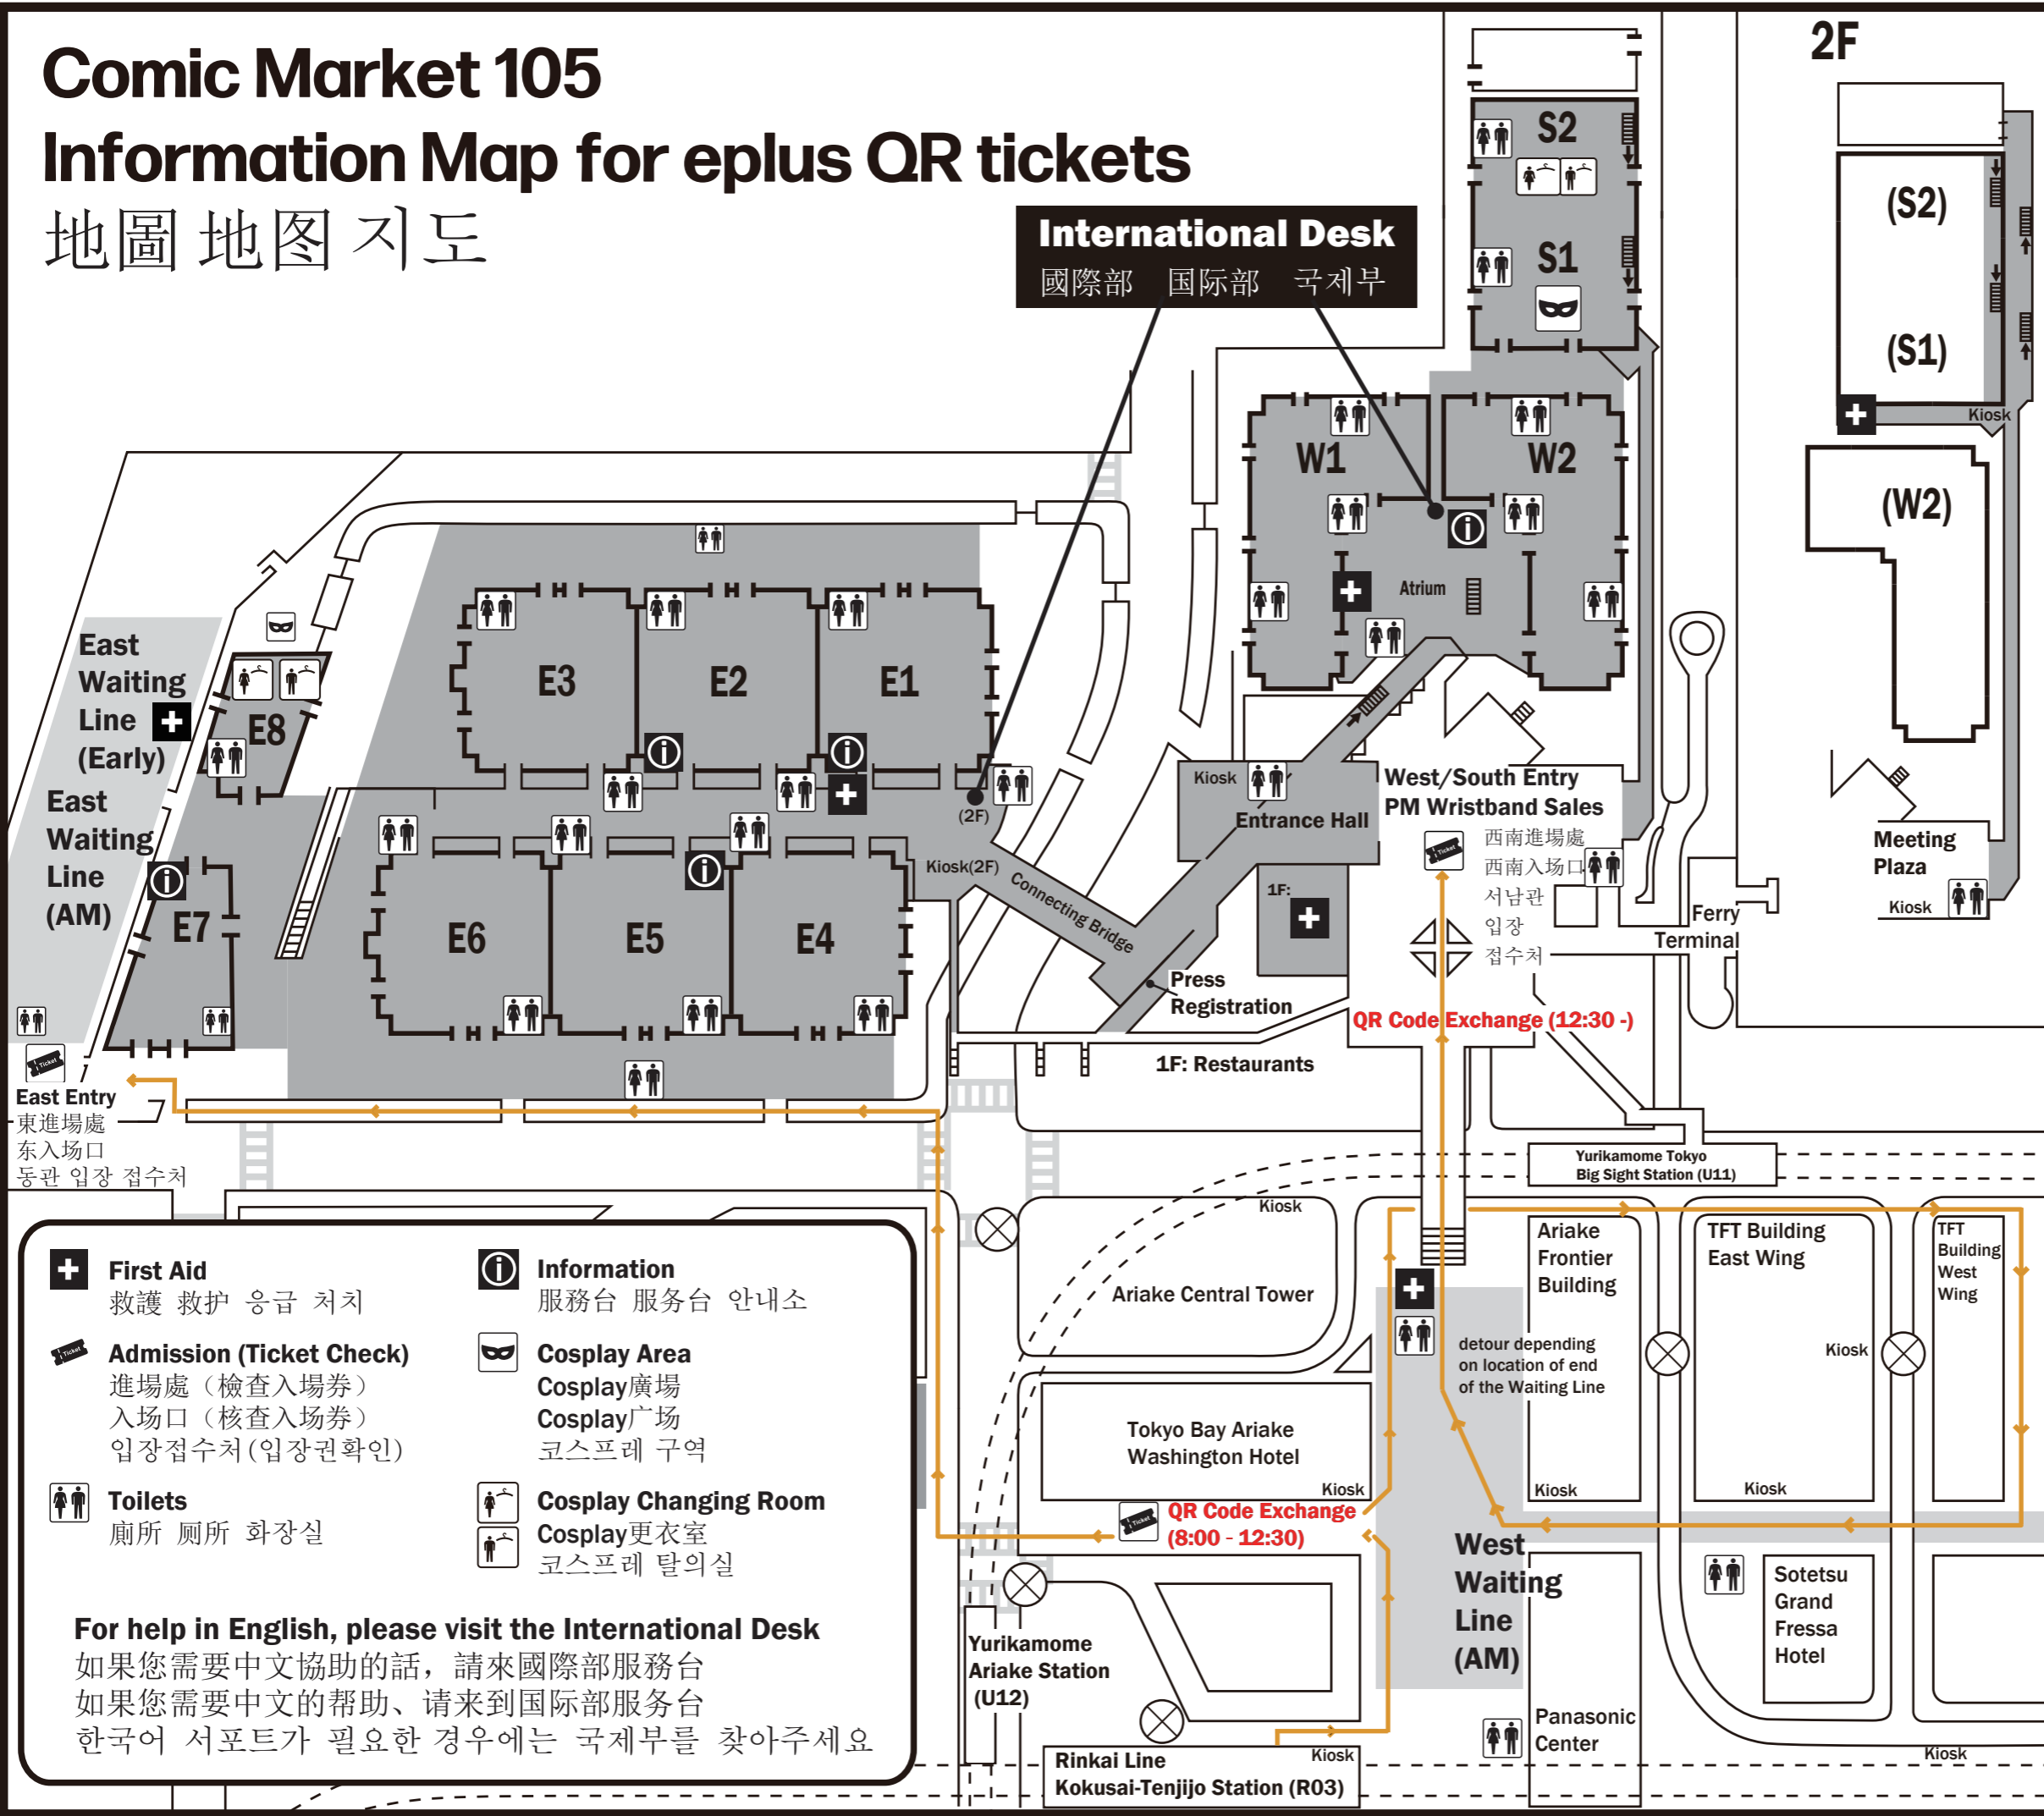 Comic Market 105
Information Map for eplus QR tickets
地圖 地图 지도
International Desk
國際部 国际部 국제부
2F
S2
S1
(S2)
(S1)
Kiosk
W1
W2
Atrium
(W2)
East
Waiting
Line
(Early)
East
Waiting
Line
(AM)
E8
E7
E3
E2
E1
E6
E5
E4
(2F)
Kiosk(2F)
Connecting Bridge
Kiosk
Entrance Hall
1F:
Press
Registration
1F: Restaurants
West/South Entry
PM Wristband Sales
Ticket
西南進場處
西南入场口
서남관
입장
접수처
Ferry
Terminal
Meeting
Plaza
Kiosk
QR Code Exchange (12:30 -)
Ticket
East Entry
東進場處
东入场口
동관 입장 접수처
Yurikamome Tokyo
Big Sight Station (U11)
Kiosk
Ariake Central Tower
Ariake
Frontier
Building
Kiosk
TFT Building
East Wing
Kiosk
Kiosk
TFT
Building
West
Wing
detour depending
on location of end
of the Waiting Line
Tokyo Bay Ariake
Washington Hotel
Kiosk
Ticket
QR Code Exchange
(8:00 - 12:30)
West
Waiting
Line
(AM)
Sotetsu
Grand
Fressa
Hotel
Yurikamome
Ariake Station
(U12)
Panasonic
Center
Kiosk
Kiosk
Rinkai Line
Kokusai-Tenjijo Station (R03)
First Aid
救護 救护 응급 처치
Ticket
Admission (Ticket Check)
進場處（檢查入場券）
入场口（核查入场券）
입장접수처(입장권확인)
Toilets
廁所 厕所 화장실
Information
服務台 服务台 안내소
Cosplay Area
Cosplay廣場
Cosplay广场
코스프레 구역
Cosplay Changing Room
Cosplay更衣室
코스프레 탈의실
For help in English, please visit the International Desk
如果您需要中文協助的話，請來國際部服務台
如果您需要中文的帮助、请来到国际部服务台
한국어 서포트가 필요한 경우에는 국제부를 찾아주세요